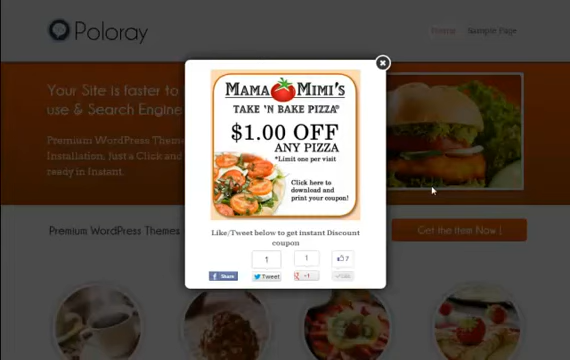 Poloray
Home
Sample Page
MAMA MIMI'S
TAKE 'N BAKE PIZZA®
$1.00 OFF
ANY PIZZA
*Limit one per visit
Click here to
download and
print your coupon!
Like/Tweet below to get instant Discount
coupon
1
1
7
Share
Tweet
+1
Your Site is faster to
use & Search Engine
Premium WordPress Theme
Installation, Just a Click and
ready in Instant.
Premium WordPress Themes
Get the Item Now !